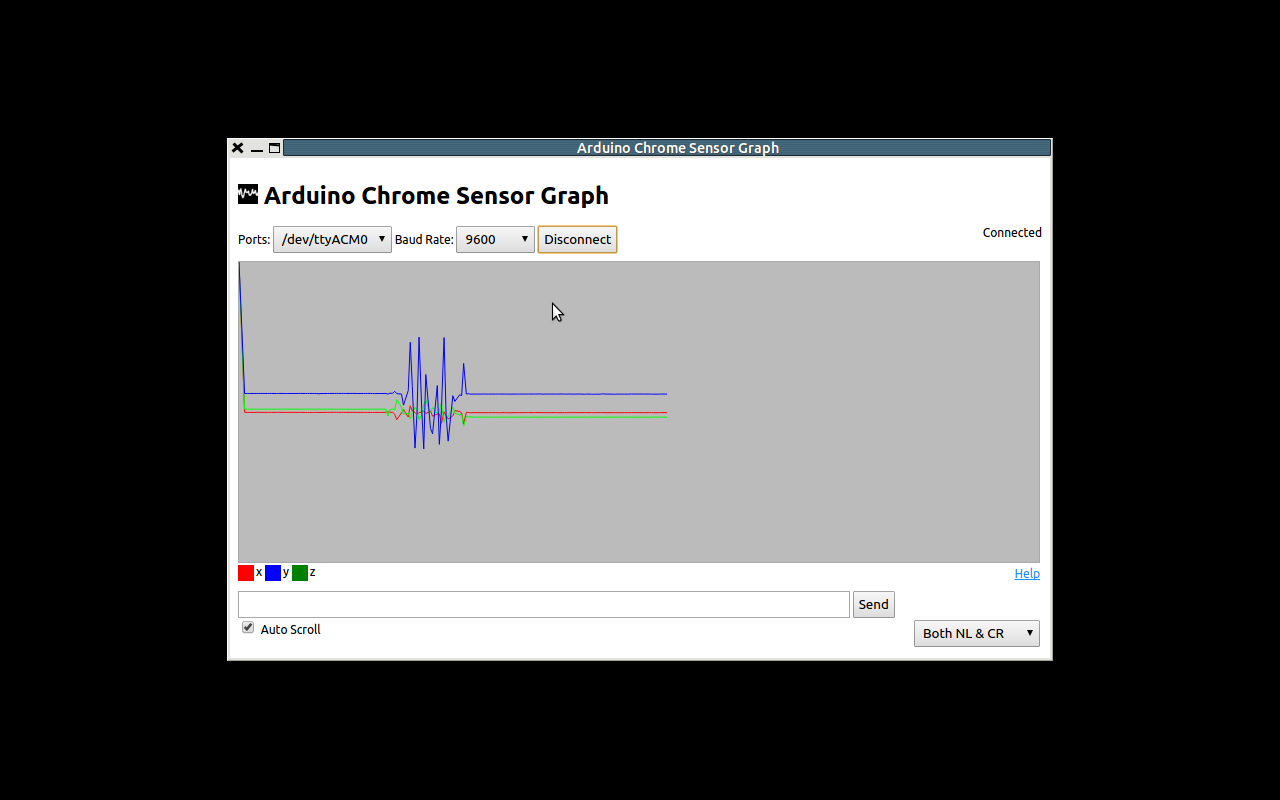 Arduino Chrome Sensor Graph
Arduino Chrome Sensor Graph
Ports: /dev/ttyACM0 Baud Rate: 9600 Disconnect Connected
x y z Help
Send
Auto Scroll
Both NL & CR